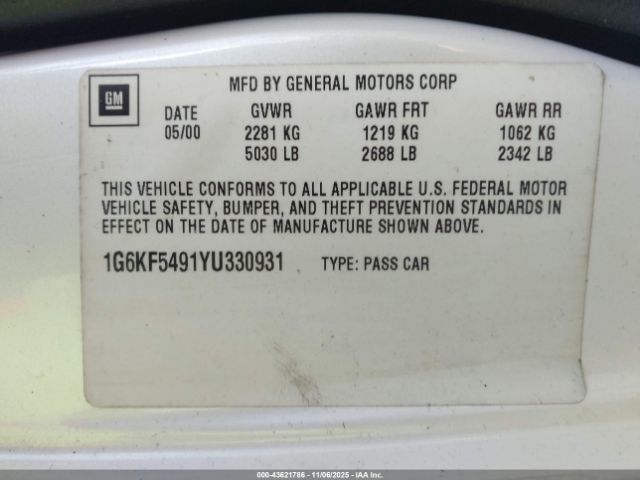 GM
MFD BY GENERAL MOTORS CORP
DATE GVWR GAWR FRT GAWR RR
05/00 2281 KG 1219 KG 1062 KG
5030 LB 2688 LB 2342 LB
THIS VEHICLE CONFORMS TO ALL APPLICABLE U.S. FEDERAL MOTOR
VEHICLE SAFETY, BUMPER, AND THEFT PREVENTION STANDARDS IN
EFFECT ON THE DATE OF MANUFACTURE SHOWN ABOVE.
1G6KF5491YU330931 TYPE: PASS CAR
000-43621786 - 11/06/2025 - IAA Inc.